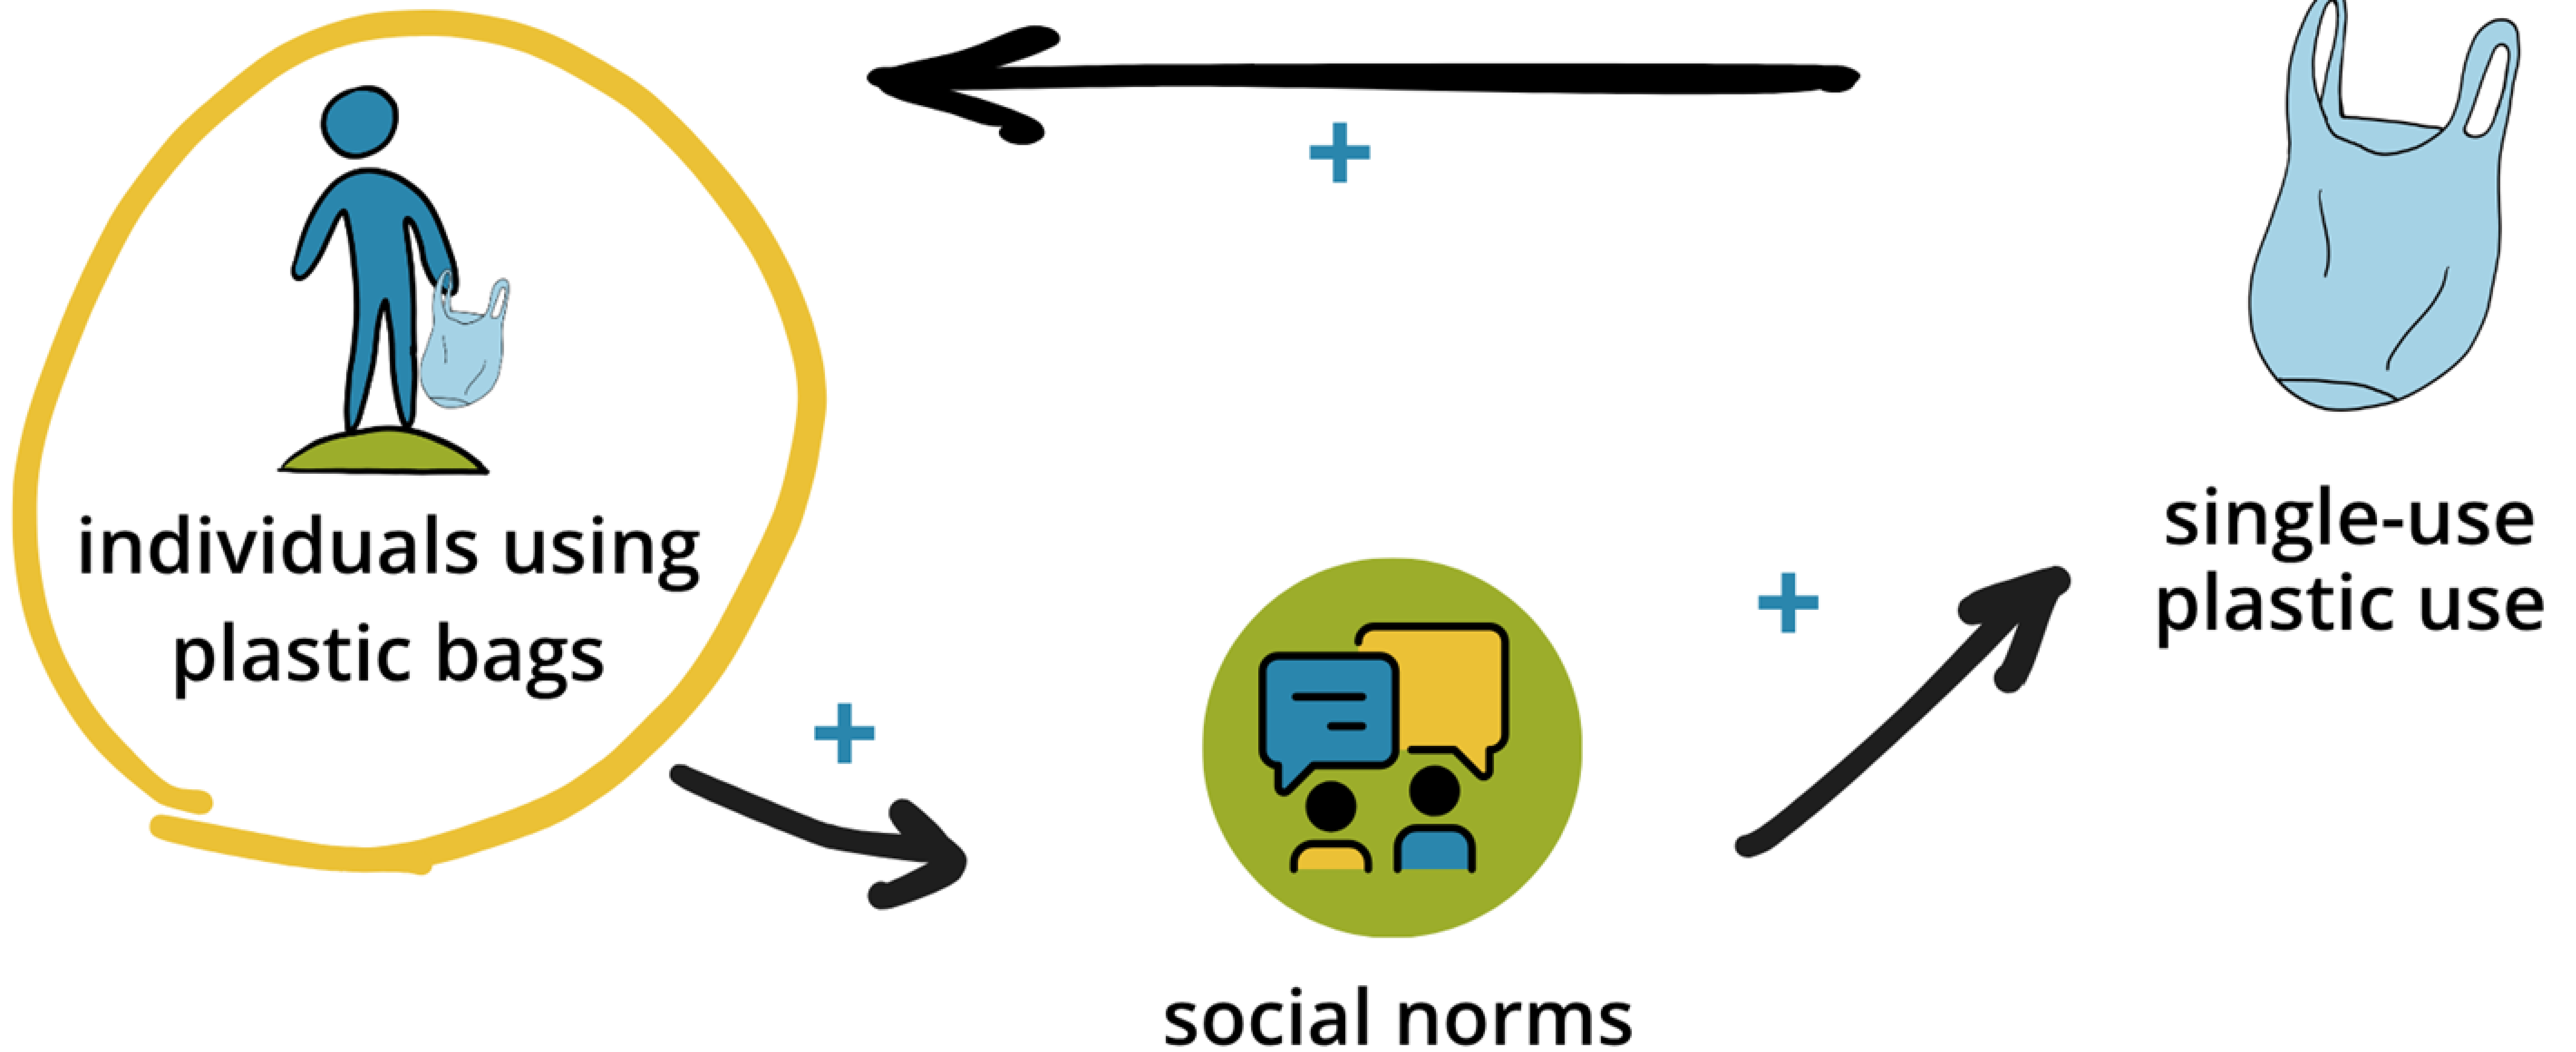 individuals using
plastic bags
+
+
+
single-use
plastic use
social norms